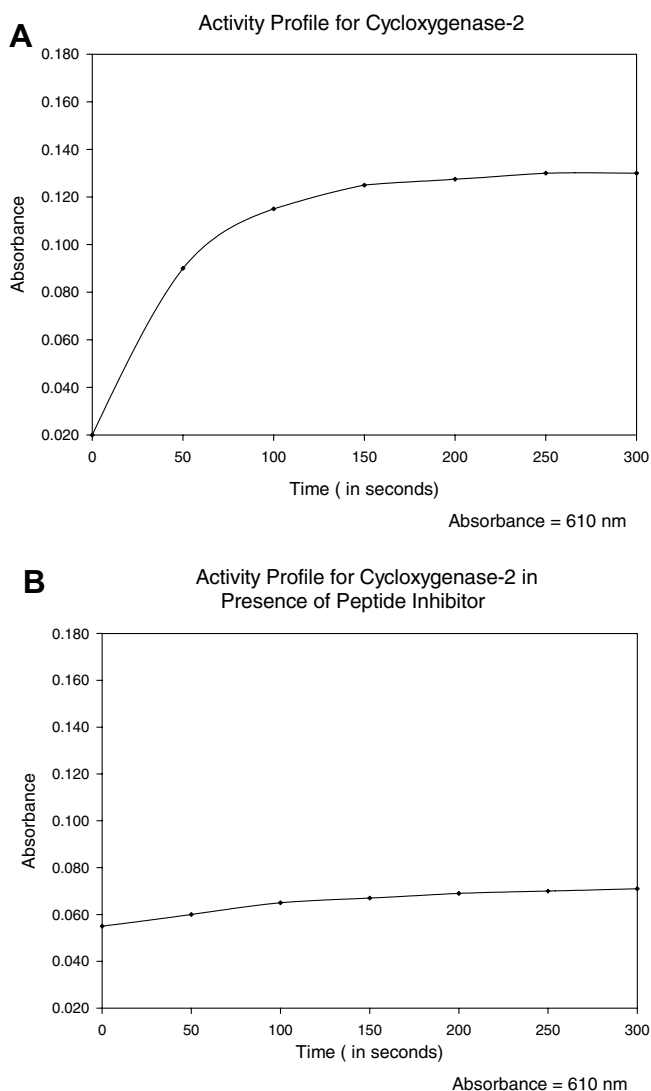 A
Activity Profile for Cycloxygenase-2
0.180
0.160
0.140
0.120
0.100
0.080
0.060
0.040
0.020
Absorbance
0 50 100 150 200 250 300
Time ( in seconds)
Absorbance = 610 nm
B
Activity Profile for Cycloxygenase-2 in
Presence of Peptide Inhibitor
0.180
0.160
0.140
0.120
0.100
0.080
0.060
0.040
0.020
Absorbance
0 50 100 150 200 250 300
Time ( in seconds)
Absorbance = 610 nm